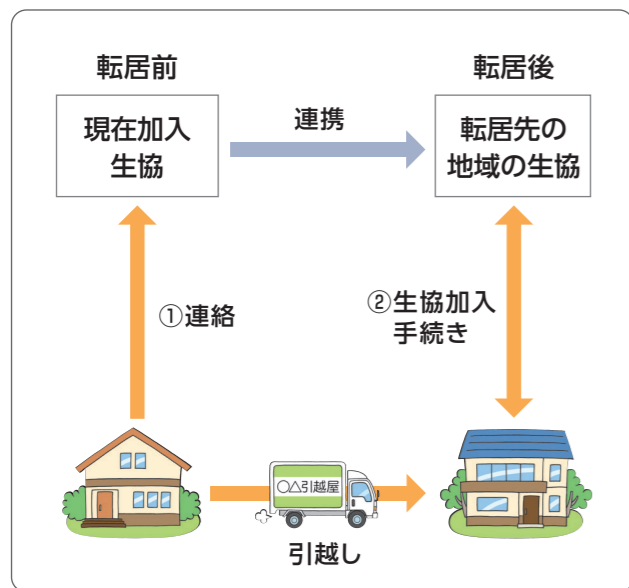 転居前
転居後
現在加入
生協
連携
転居先の
地域の生協
①連絡
②生協加入
手続き
〇△引越屋
引越し